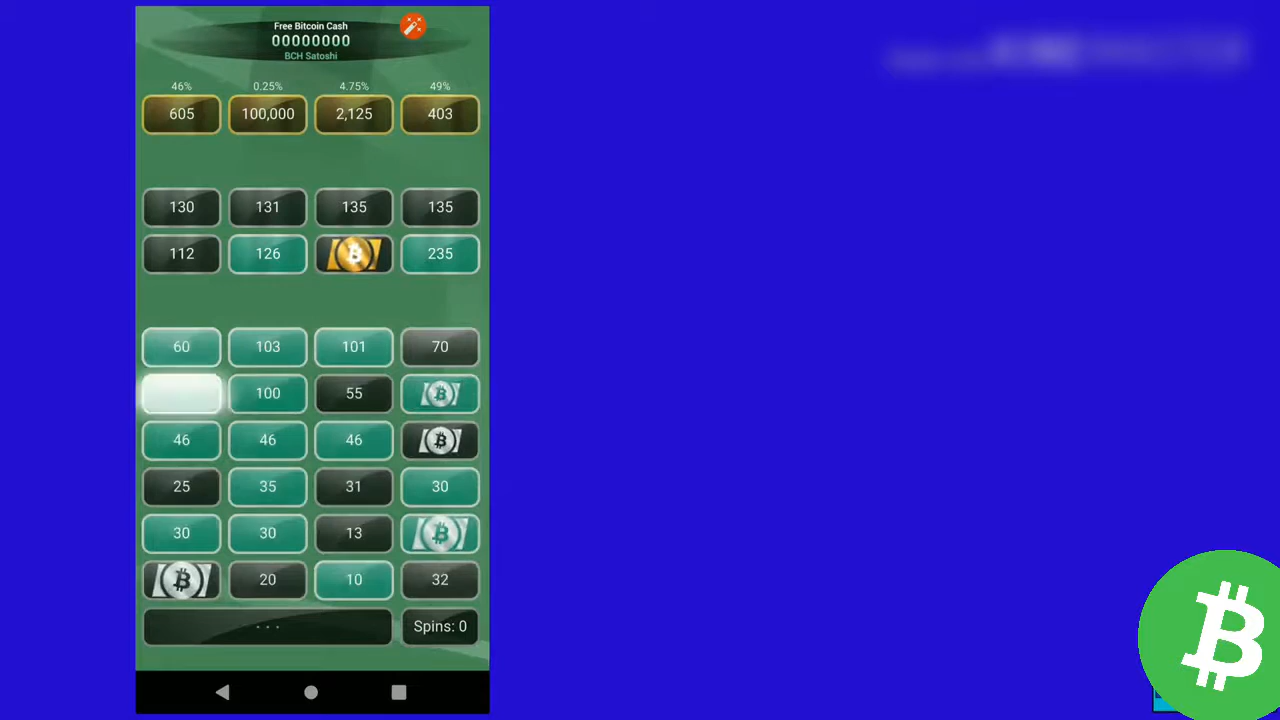 Free Bitcoin Cash
00000000
BCH Satoshi
46% 0.25% 4.75% 49%
605 100,000 2,125 403
130 131 135 135
112 126 235
60 103 101 70
100 55
46 46 46
25 35 31 30
30 30 13
20 10 32
... Spins: 0